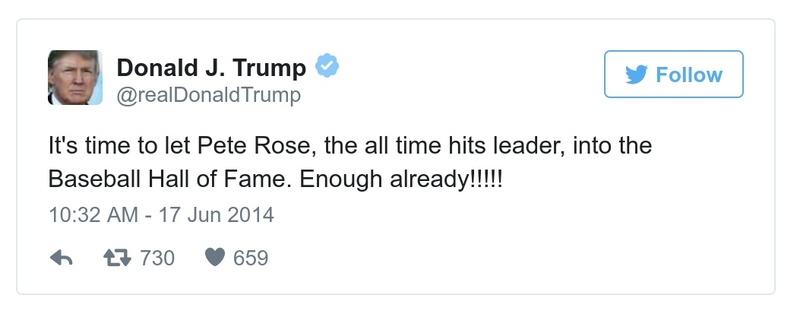 Donald J. Trump
@realDonaldTrump
Follow
It's time to let Pete Rose, the all time hits leader, into the
Baseball Hall of Fame. Enough already!!!!!
10:32 AM - 17 Jun 2014
730 659